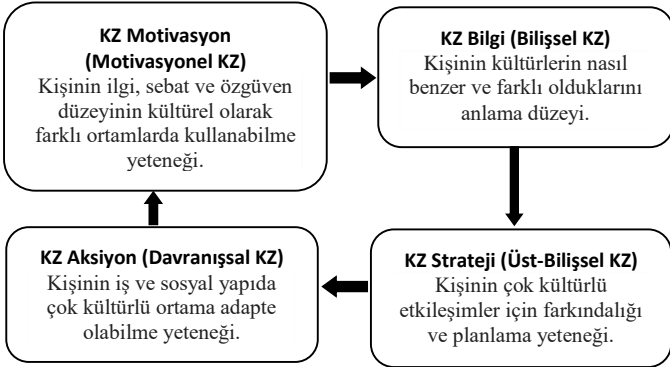 KZ Motivasyon
(Motivasyonel KZ)
Kişinin ilgi, sebat ve özgüven
düzeyinin kültürel olarak
farklı ortamlarda kullanabilme
yeteneği.
KZ Bilgi (Bilişsel KZ)
Kişinin kültürlerin nasıl
benzer ve farklı olduklarını
anlama düzeyi.
KZ Aksiyon (Davranışsal KZ)
Kişinin iş ve sosyal yapıda
çok kültürlü ortama adapte
olabilme yeteneği.
KZ Strateji (Üst-Bilişsel KZ)
Kişinin çok kültürlü
etkileşimler için farkındalığı
ve planlama yeteneği.